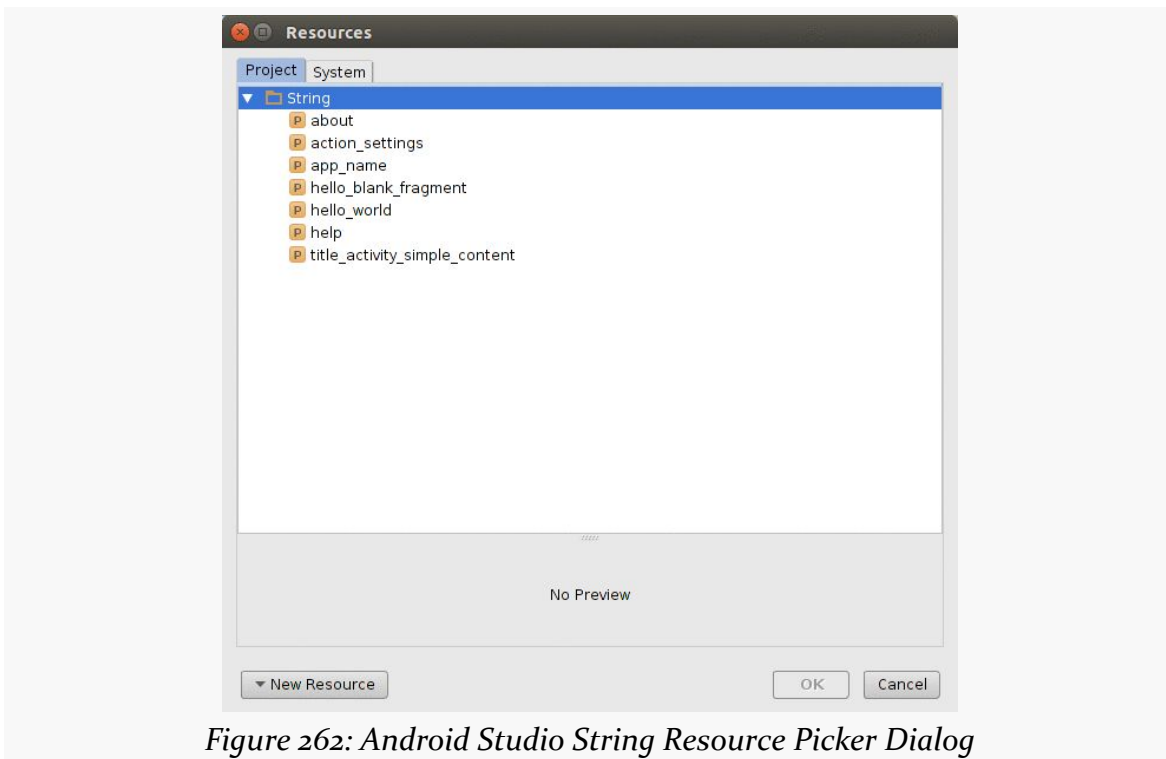 Resources
Project System
String
P about
P action_settings
P app_name
P hello_blank_fragment
P hello_world
P help
P title_activity_simple_content
No Preview
New Resource OK Cancel
Figure 262: Android Studio String Resource Picker Dialog